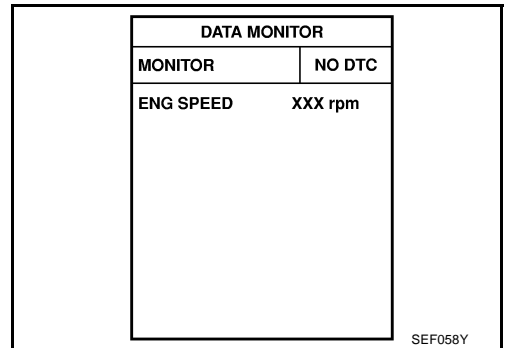 DATA MONITOR
MONITOR NO DTC
ENG SPEED XXX rpm
SEF058Y